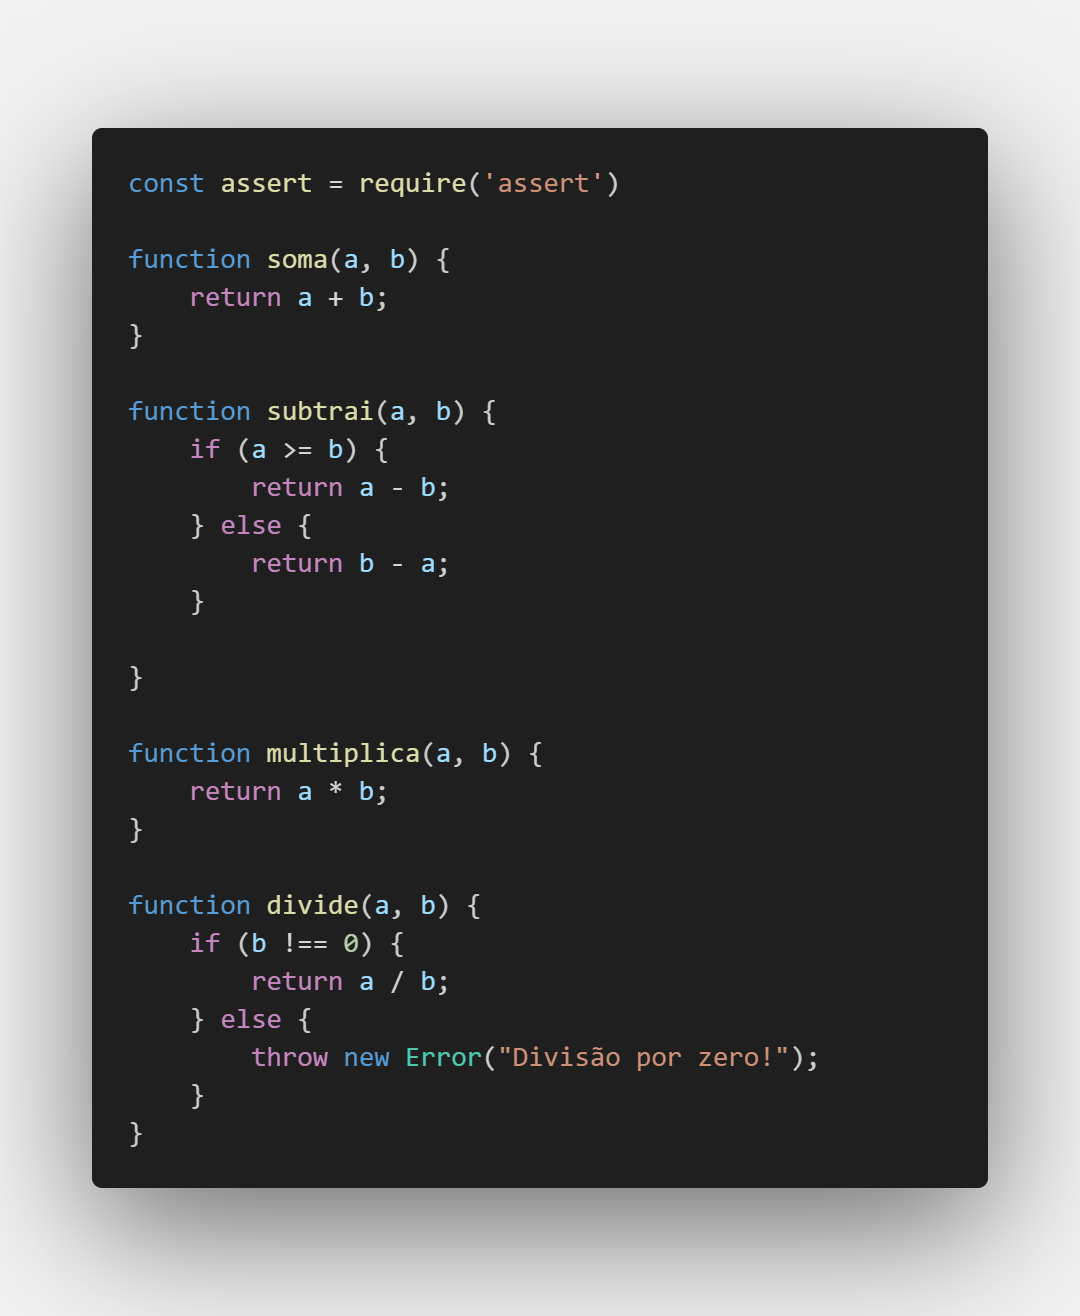 const assert = require('assert')

function soma(a, b) {
    return a + b;
}

function subtrai(a, b) {
    if (a >= b) {
        return a - b;
    } else {
        return b - a;
    }

}

function multiplica(a, b) {
    return a * b;
}

function divide(a, b) {
    if (b !== 0) {
        return a / b;
    } else {
        throw new Error("Divisão por zero!");
    }
}